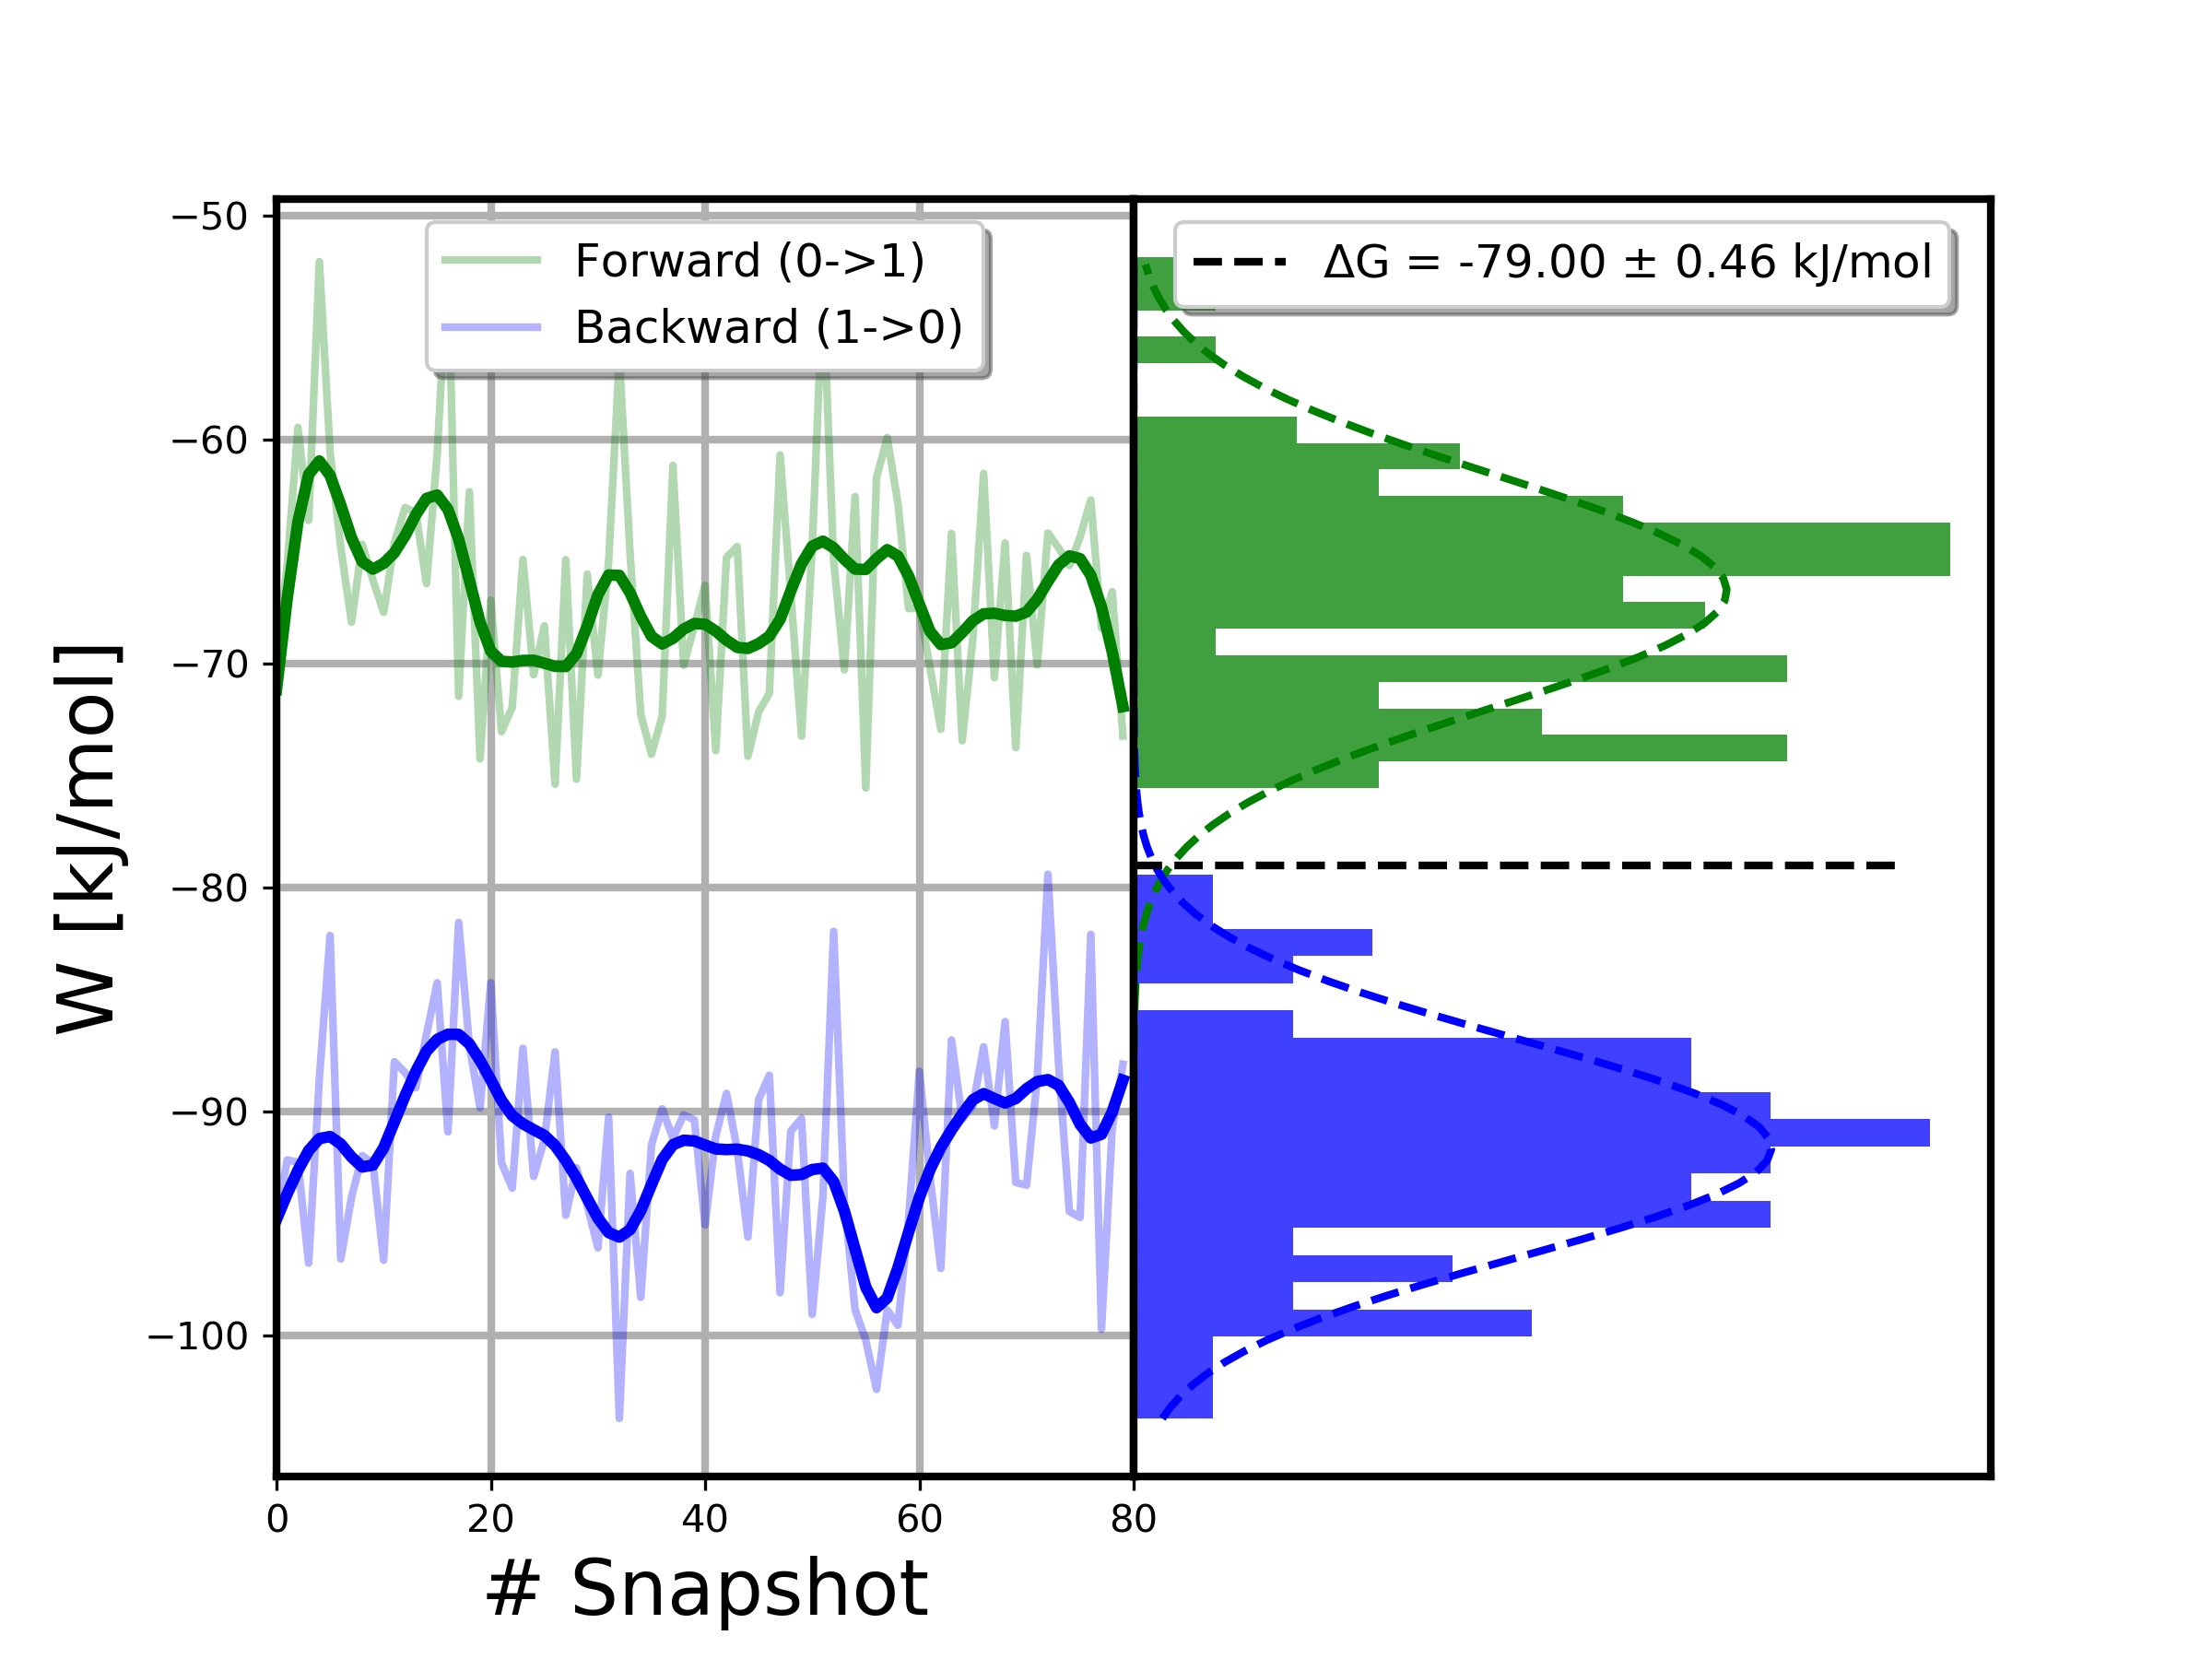 −50
−60
−70
−80
−90
−100
W [kJ/mol]
Forward (0->1)
Backward (1->0)
ΔG = -79.00 ± 0.46 kJ/mol
0
20
40
60
80
# Snapshot